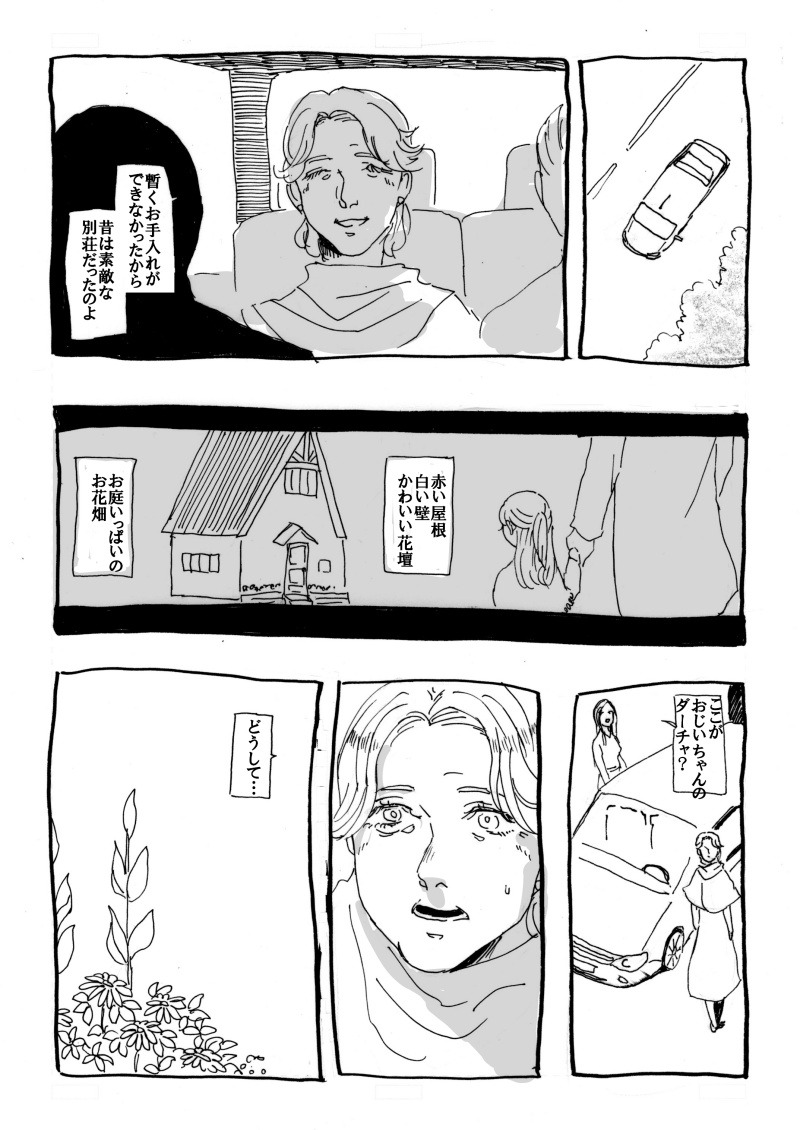 暫くお手入れが
できなかったから
昔は素敵な
別荘だったのよ
赤い屋根
白い壁
かわいい花壇
お庭いっぱいの
お花畑
ここが
おじいちゃんの
ダーチャ?
どうして…